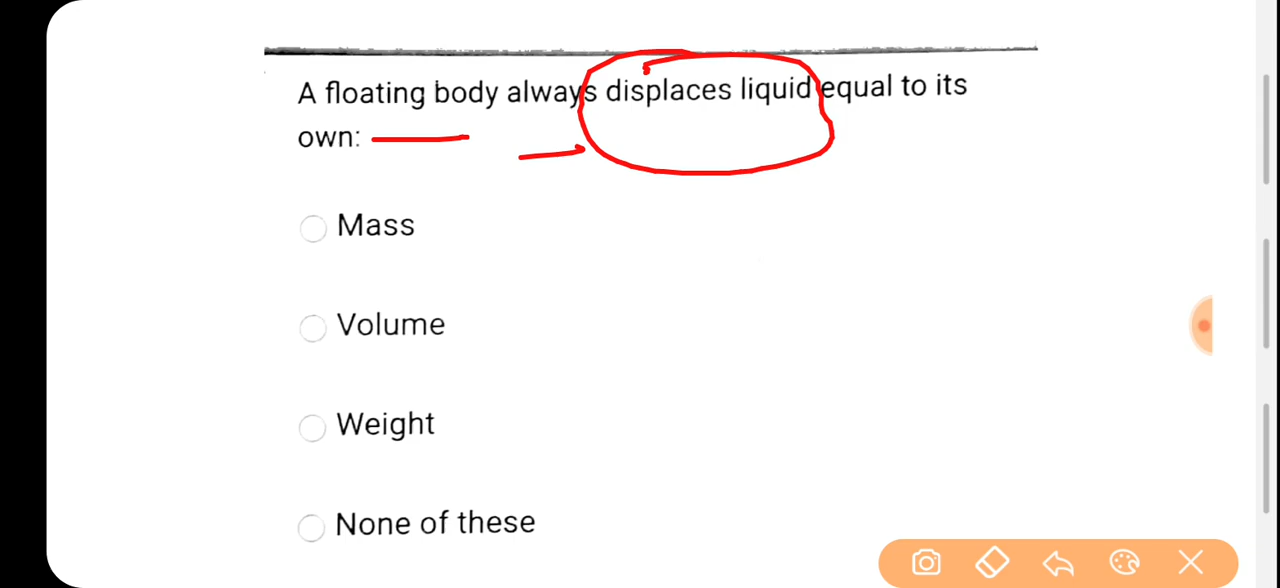 A floating body always displaces liquid equal to its
own:
Mass
Volume
Weight
None of these